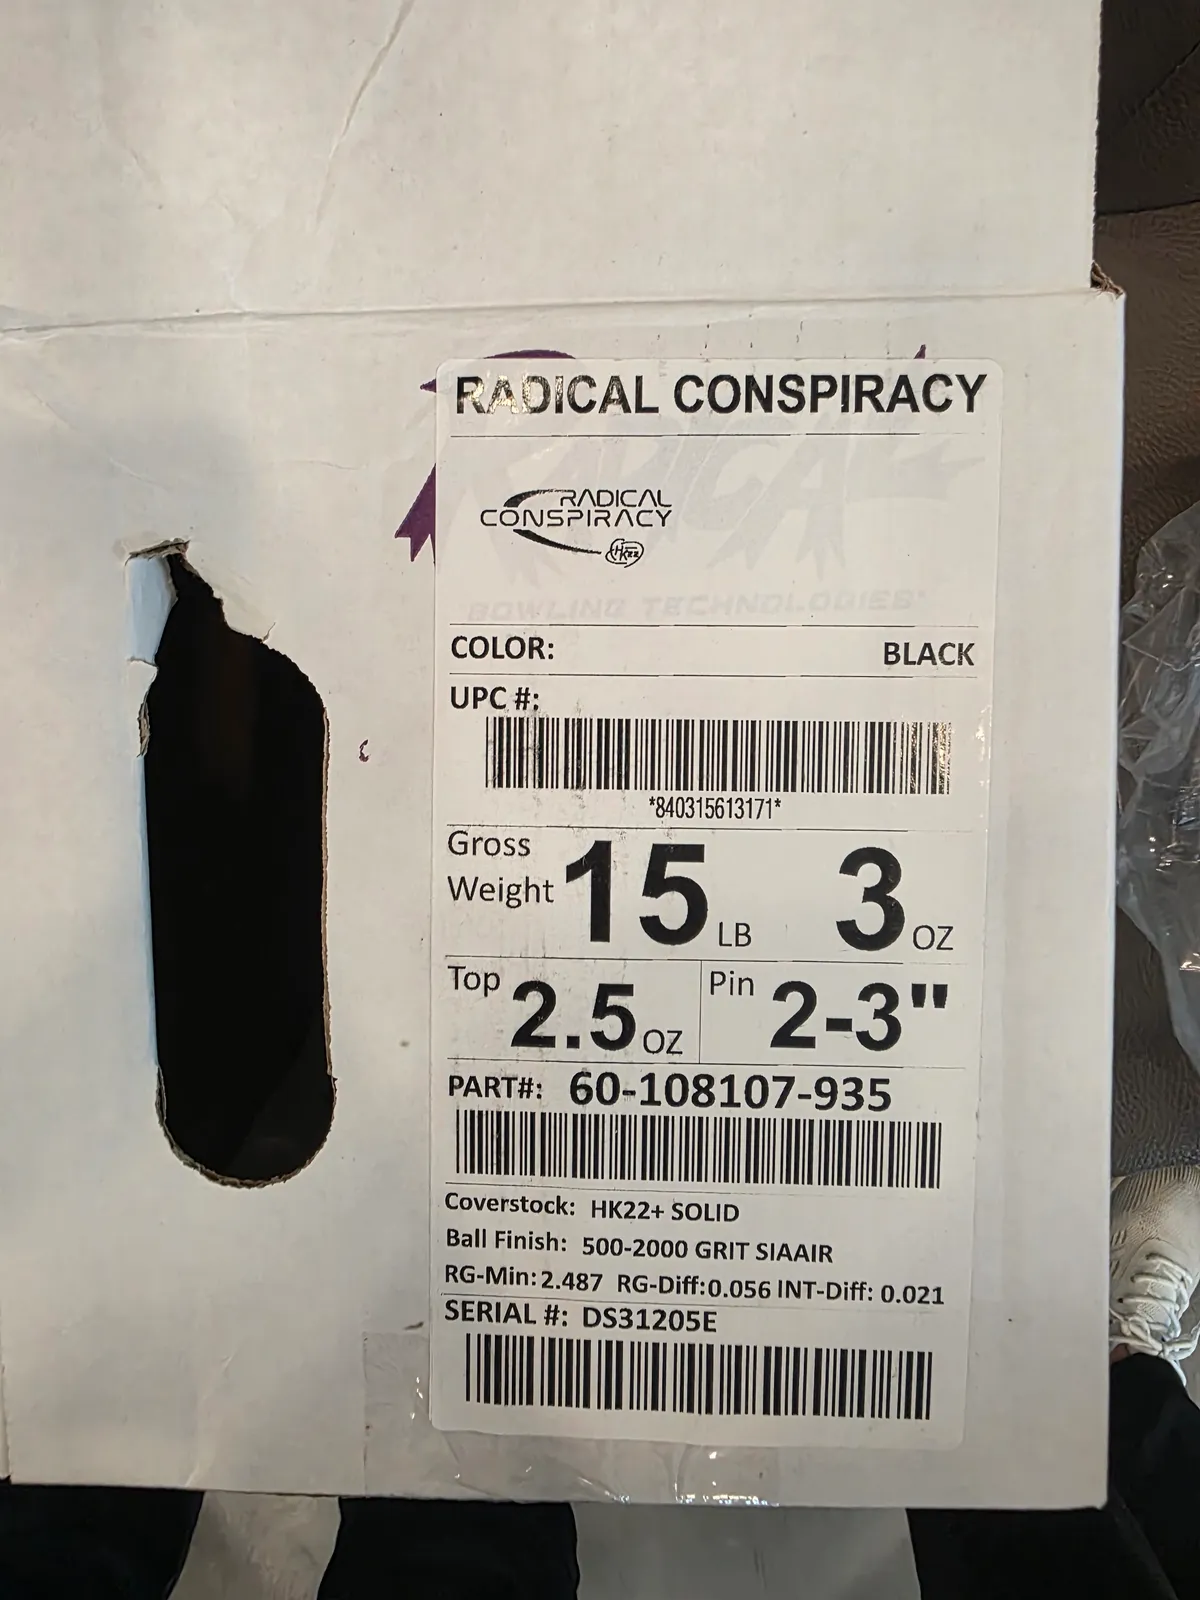 RADICAL CONSPIRACY
RADICAL
CONSPIRACY
HK22
BOWLING TECHNOLOGIES
COLOR: BLACK
UPC #:
*840315613171*
Gross Weight 15 LB 3 OZ
Top 2.5 OZ Pin 2-3"
PART#: 60-108107-935
Coverstock: HK22+ SOLID
Ball Finish: 500-2000 GRIT SIAAIR
RG-Min: 2.487 RG-Diff: 0.056 INT-Diff: 0.021
SERIAL #: DS31205E